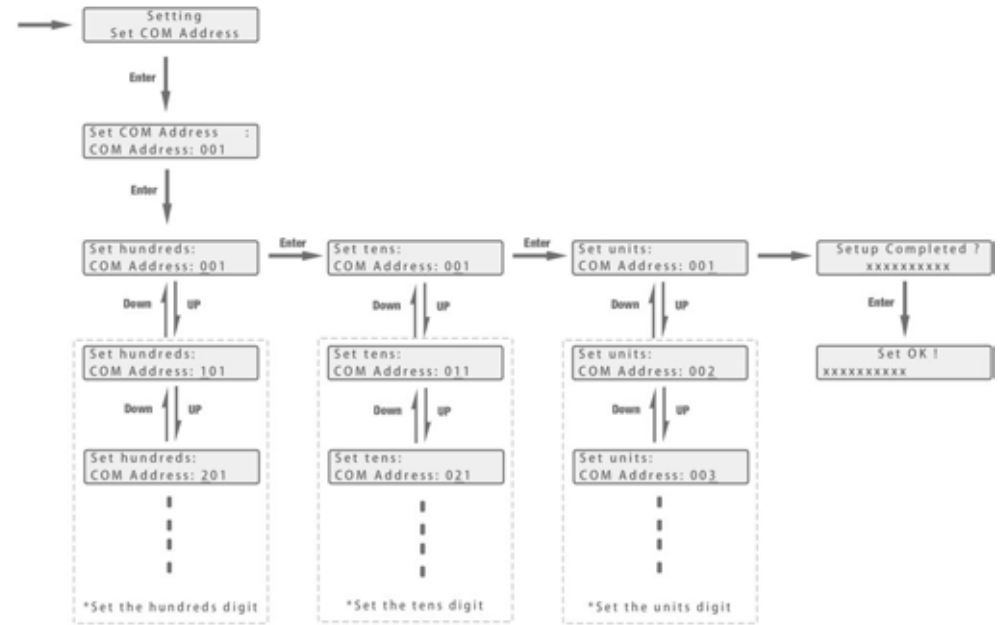 Setting
Set COM Address
Enter
Set COM Address :
COM Address: 001
Enter
Set hundreds:
COM Address: 001
Enter
Set tens:
COM Address: 001
Enter
Set units:
COM Address: 001
Setup Completed ?
xxxxxxxxxx
Down UP
Down UP
Down UP
Enter
Set hundreds:
COM Address: 101
Set tens:
COM Address: 011
Set units:
COM Address: 002
Set OK !
xxxxxxxxxx
Down UP
Down UP
Down UP
Set hundreds:
COM Address: 201
Set tens:
COM Address: 021
Set units:
COM Address: 003
*Set the hundreds digit
*Set the tens digit
*Set the units digit